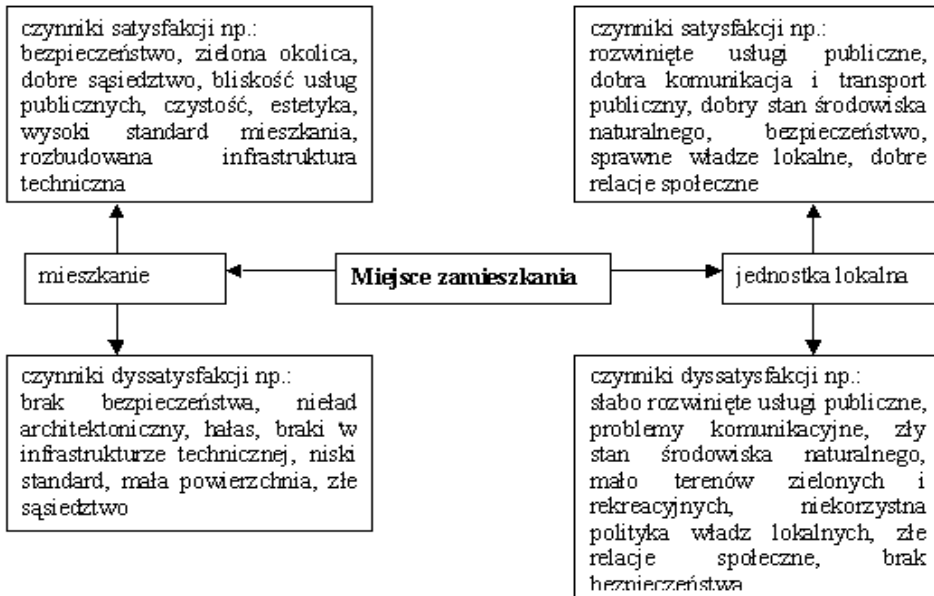 czynniki satysfakcji np.:
bezpieczeństwo, zielona okolica,
dobre sąsiedztwo, bliskość usług
publicznych, czystość, estetyka,
wysoki standard mieszkania,
rozbudowana infrastruktura
techniczna
czynniki satysfakcji np.:
rozwinięte usługi publiczne,
dobra komunikacja i transport
publiczny, dobry stan środowiska
naturalnego, bezpieczeństwo,
sprawne władze lokalne, dobre
relacje społeczne
mieszkanie
Miejsce zamieszkania
jednostka lokalna
czynniki dyssatysfakcji np.:
brak bezpieczeństwa, nieład
architektoniczny, hałas, braki w
infrastrukturze technicznej, niski
standard, mała powierzchnia, złe
sąsiedztwo
czynniki dyssatysfakcji np.:
słabo rozwinięte usługi publiczne,
problemy komunikacyjne, zły
stan środowiska naturalnego,
mało terenów zielonych i
rekreacyjnych, niekorzystna
polityka władz lokalnych, złe
relacje społeczne, brak
bezpieczeństwa